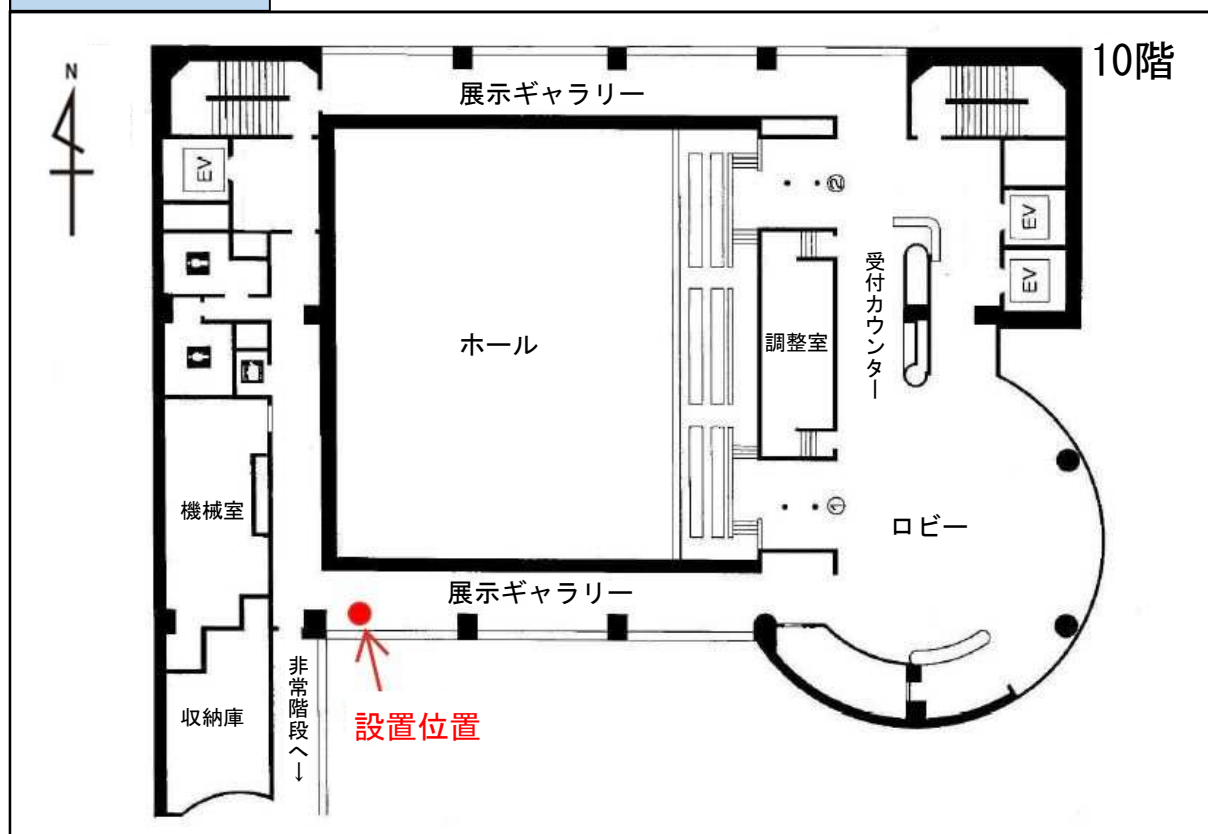 10階
N
展示ギャラリー
EV
②
EV
EV
受付カウンター→
ホール
調整室
機械室
①
ロビー
展示ギャラリー
非常階段へ→
設置位置
収納庫